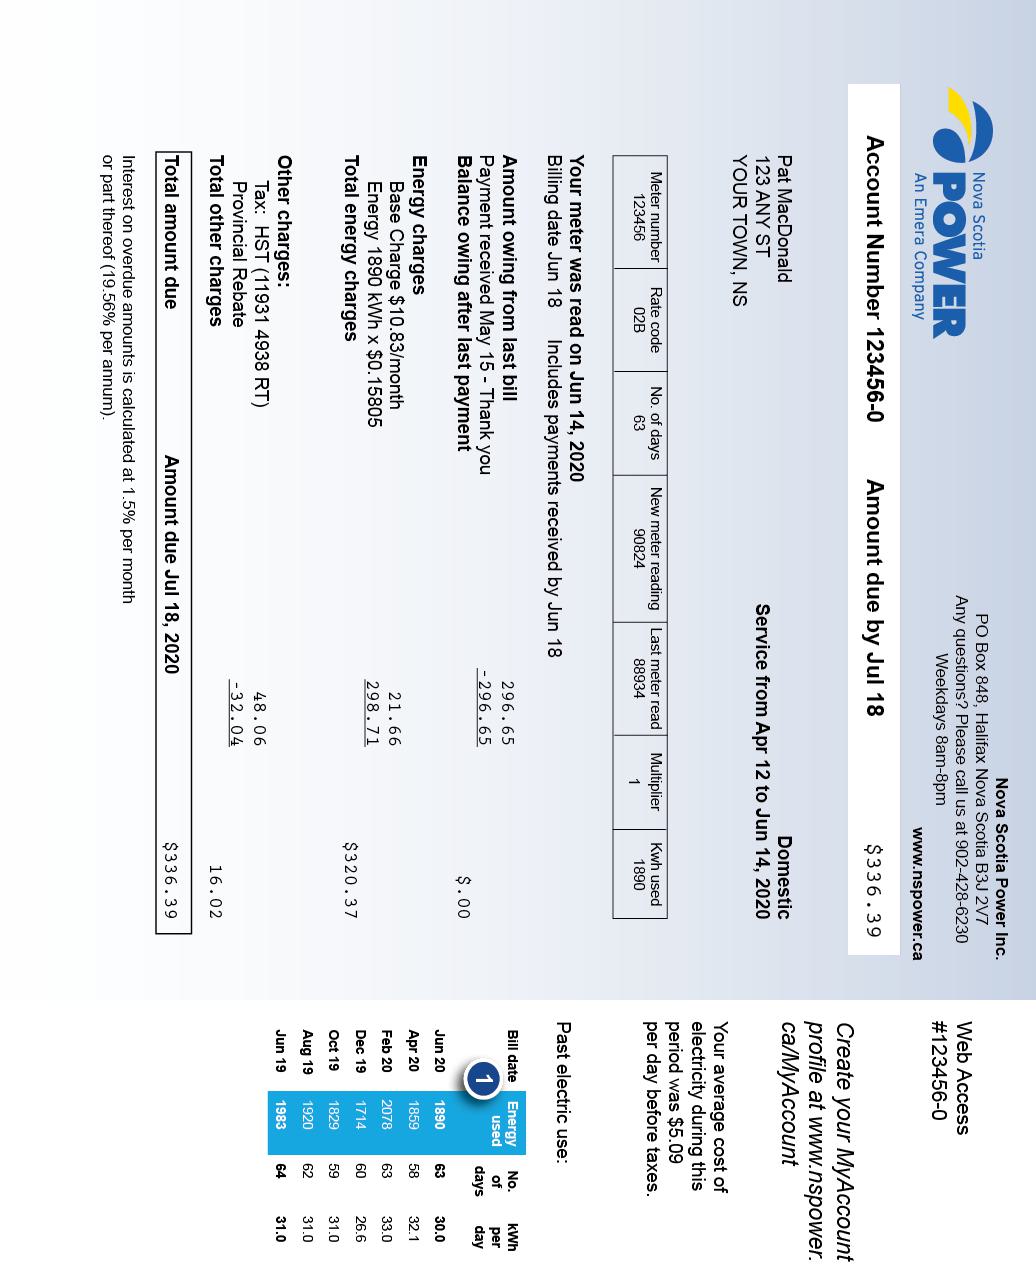 Nova Scotia
POWER
An Emera Company
Nova Scotia Power Inc.
PO Box 848, Halifax Nova Scotia B3J 2V7
Any questions? Please call us at 902-428-6230
Weekdays 8am-8pm
www.nspower.ca
Account Number 123456-0 Amount due by Jul 18 $336.39
Pat MacDonald
123 ANY ST
YOUR TOWN, NS
Domestic
Service from Apr 12 to Jun 14, 2020
Meter number Rate code No. of days New meter reading Last meter read Multiplier Kwh used
123456 02B 63 90824 88934 1 1890
Your meter was read on Jun 14, 2020
Billing date Jun 18 Includes payments received by Jun 18
Amount owing from last bill 296.65
Payment received May 15 - Thank you -296.65
Balance owing after last payment $.00
Energy charges
Base Charge $10.83/month 21.66
Energy 1890 kWh x $0.15805 298.71
Total energy charges $320.37
Other charges:
Tax: HST (11931 4938 RT) 48.06
Provincial Rebate -32.04
Total other charges 16.02
Total amount due Amount due Jul 18, 2020 $336.39
Interest on overdue amounts is calculated at 1.5% per month
or part thereof (19.56% per annum).
Web Access
#123456-0
Create your MyAccount
profile at www.nspower.
ca/MyAccount
Your average cost of
electricity during this
period was $5.09
per day before taxes.
Past electric use:
Bill date Energy used No. of days kWh per day
1
Jun 20 1890 63 30.0
Apr 20 1859 58 32.1
Feb 20 2078 63 33.0
Dec 19 1714 60 26.6
Oct 19 1829 59 31.0
Aug 19 1920 62 31.0
Jun 19 1983 64 31.0